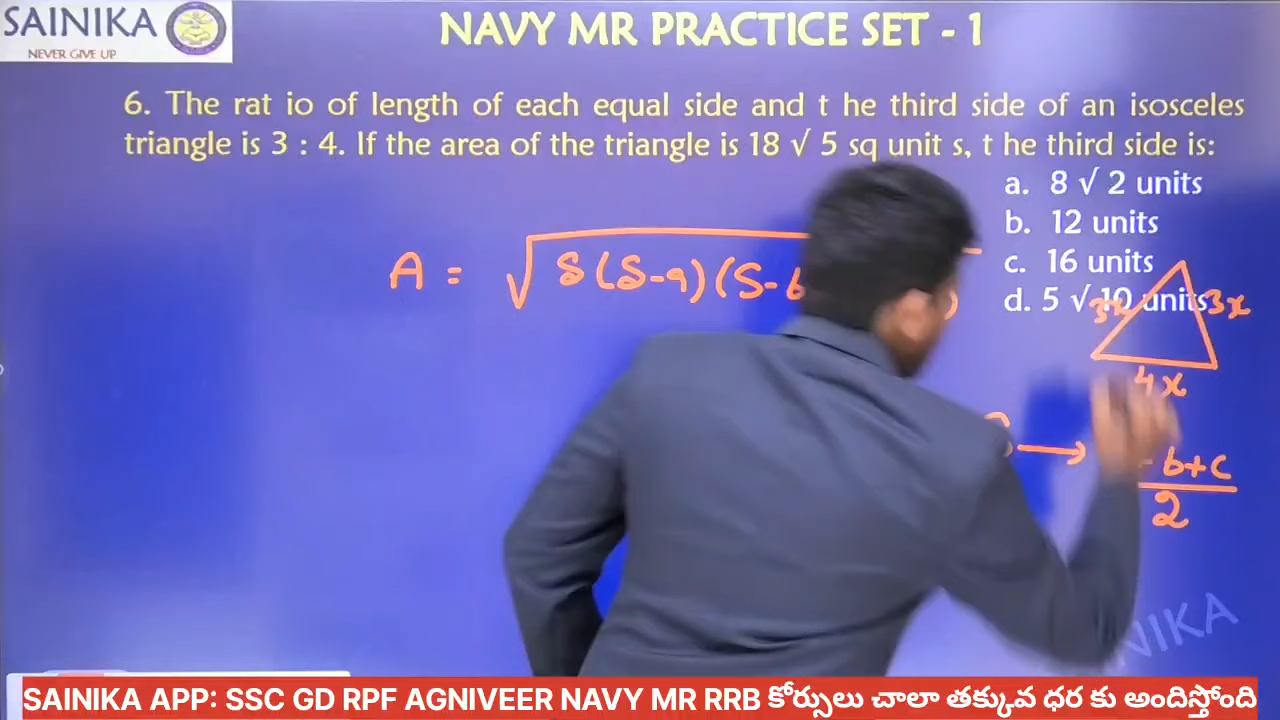 SAINIKA
NEVER GIVE UP
NAVY MR PRACTICE SET - 1
6. The rat io of length of each equal side and t he third side of an isosceles
triangle is 3 : 4. If the area of the triangle is 18 √ 5 sq unit s, t he third side is:
a. 8 √ 2 units
b. 12 units
c. 16 units
d. 5 √ 10 units
A = √ s(s-a)(s-b
3x
3x
4x
→
b+c
2
SAINIKA APP: SSC GD RPF AGNIVEER NAVY MR RRB కోర్సులు చాలా తక్కువ ధర కు అందిస్తోంది